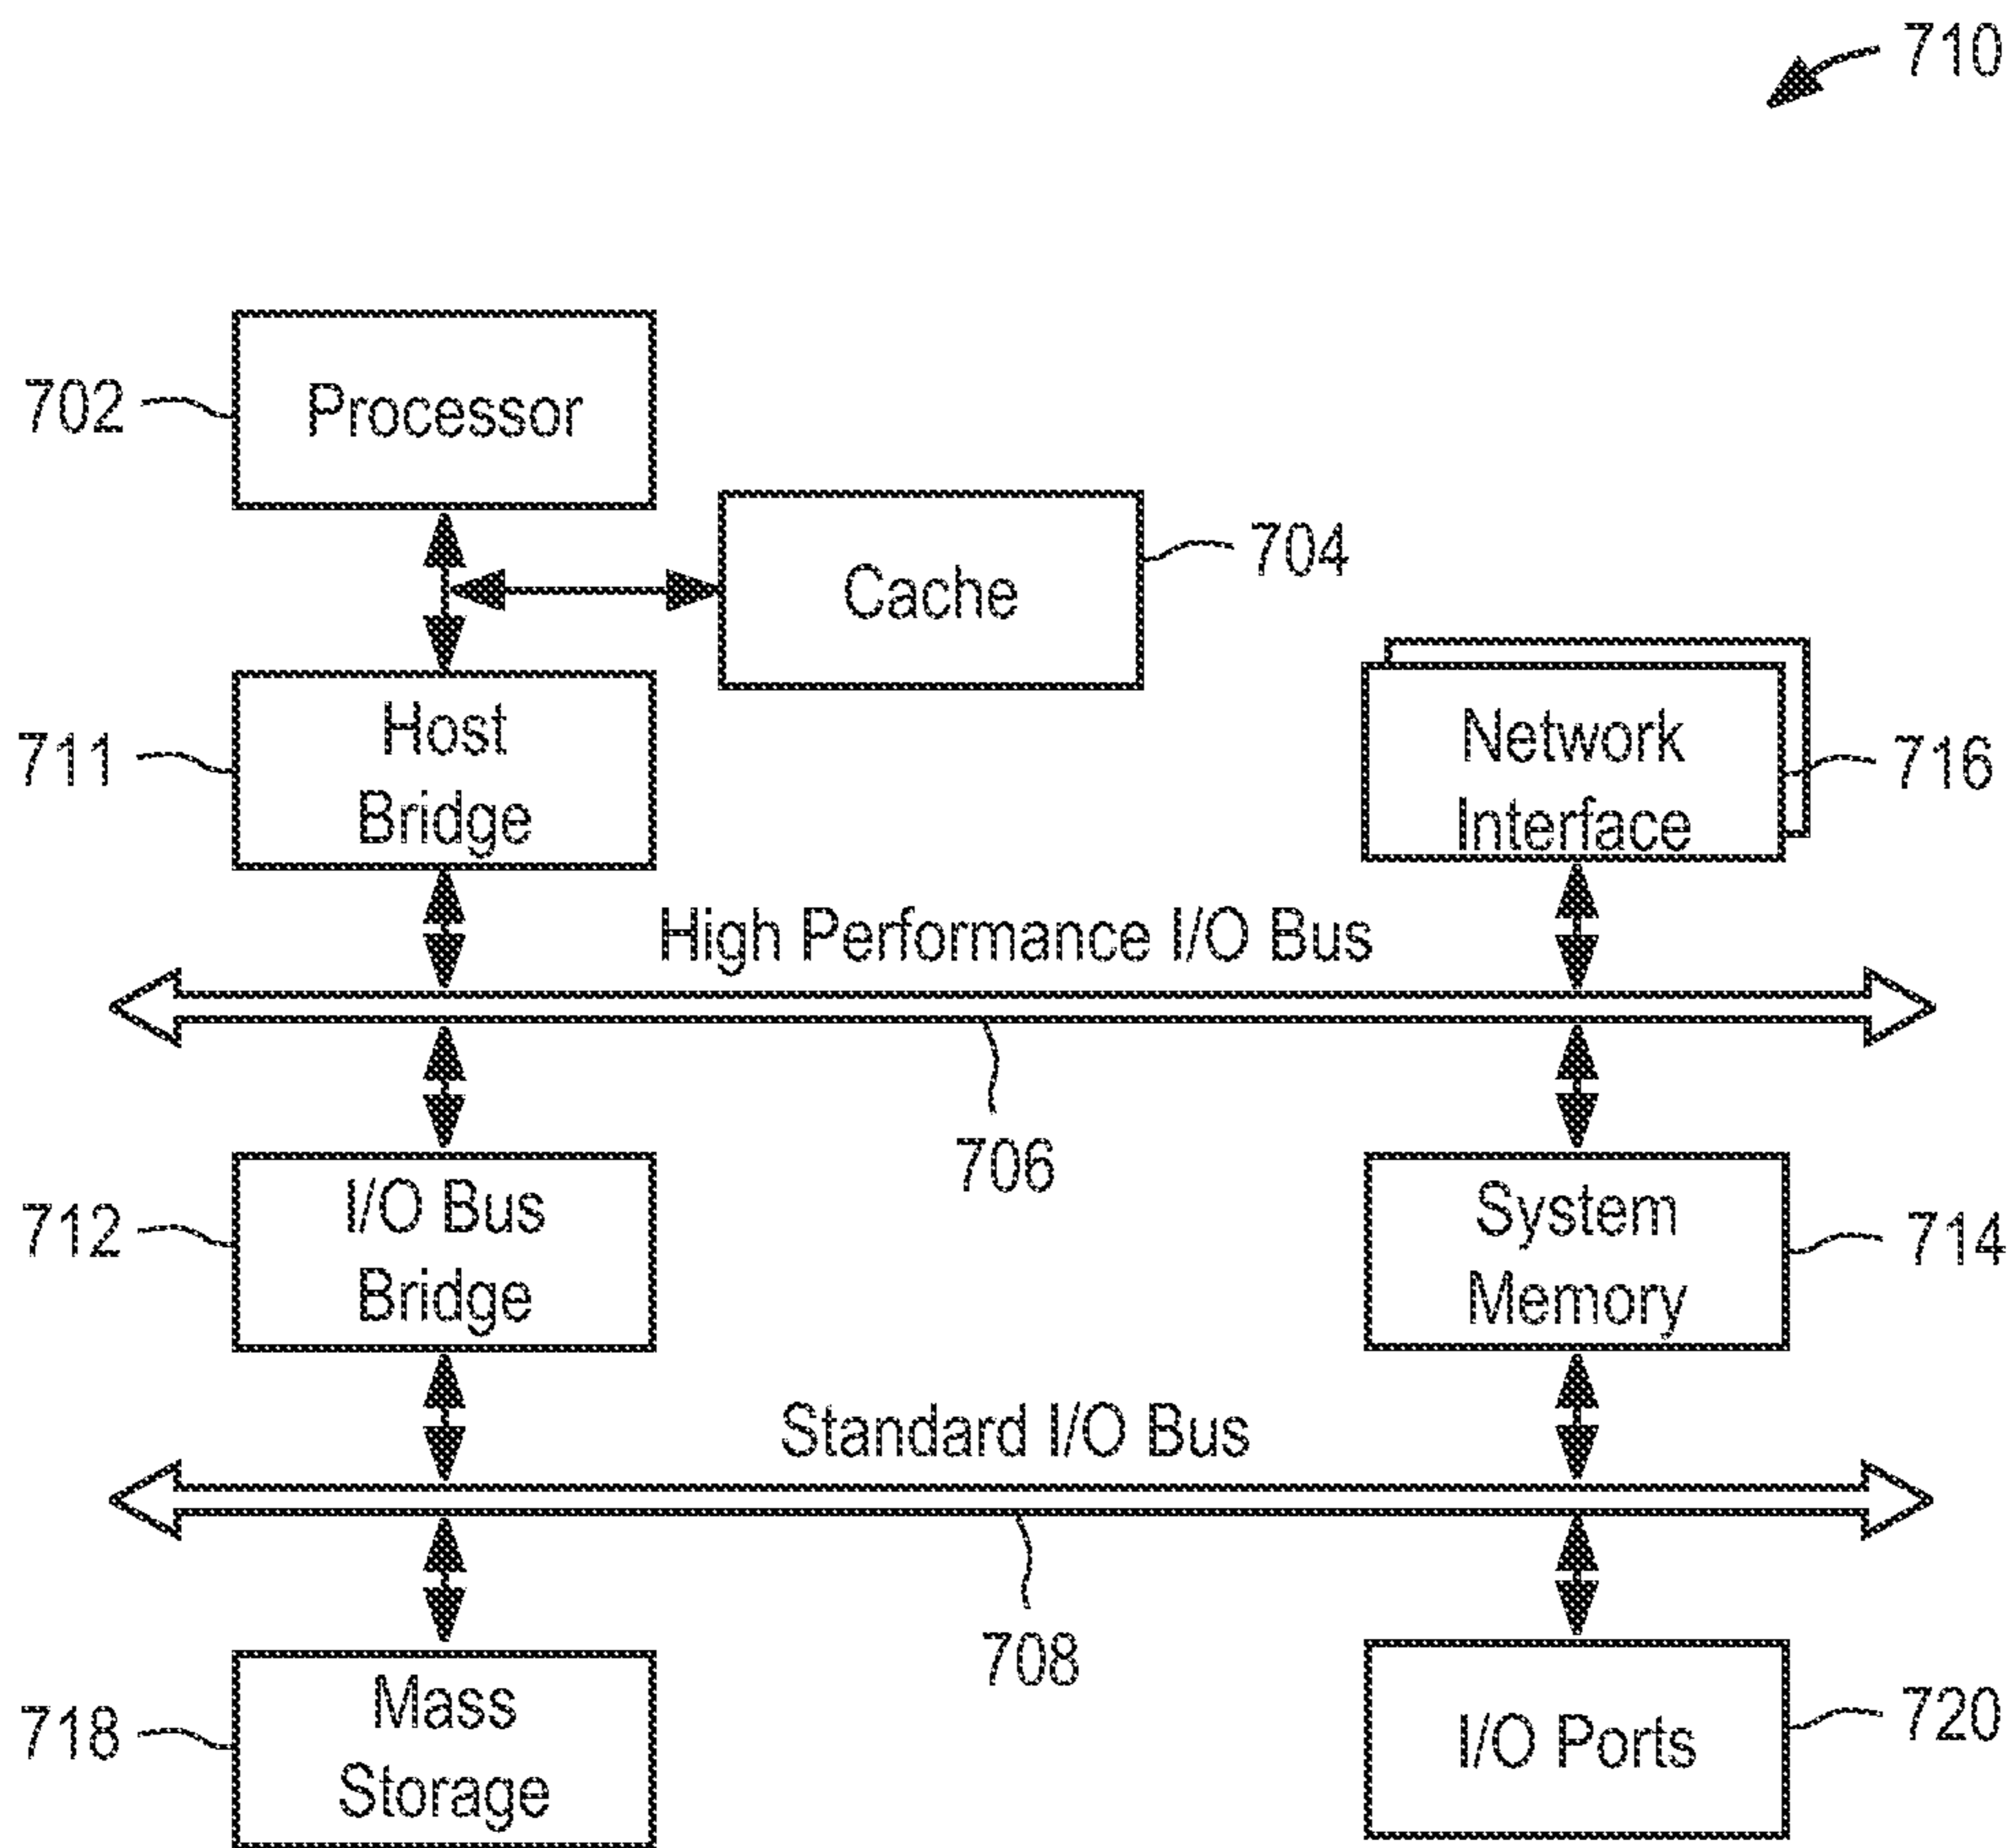 710
702
Processor
704
Cache
711
Host
Bridge
Network
Interface
716
High Performance I/O Bus
706
712
I/O Bus
Bridge
System
Memory
714
Standard I/O Bus
708
718
Mass
Storage
I/O Ports
720